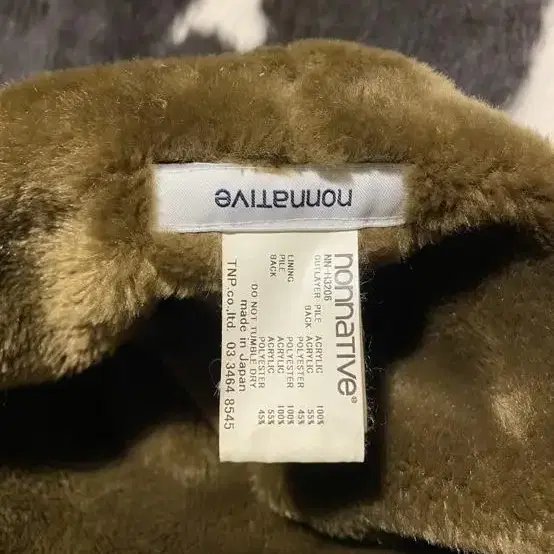 nonnative
nonnative®
NN-H3206
OUTLAYER PILE ACRYLIC 100%
BACK ACRYLIC 55%
POLYESTER 45%
LINING POLYESTER 100%
PILE ACRYLIC 100%
BACK ACRYLIC 55%
POLYESTER 45%
DO NOT TUMBLE DRY
made in Japan
TNP.co,.ltd. 03 3464 8545